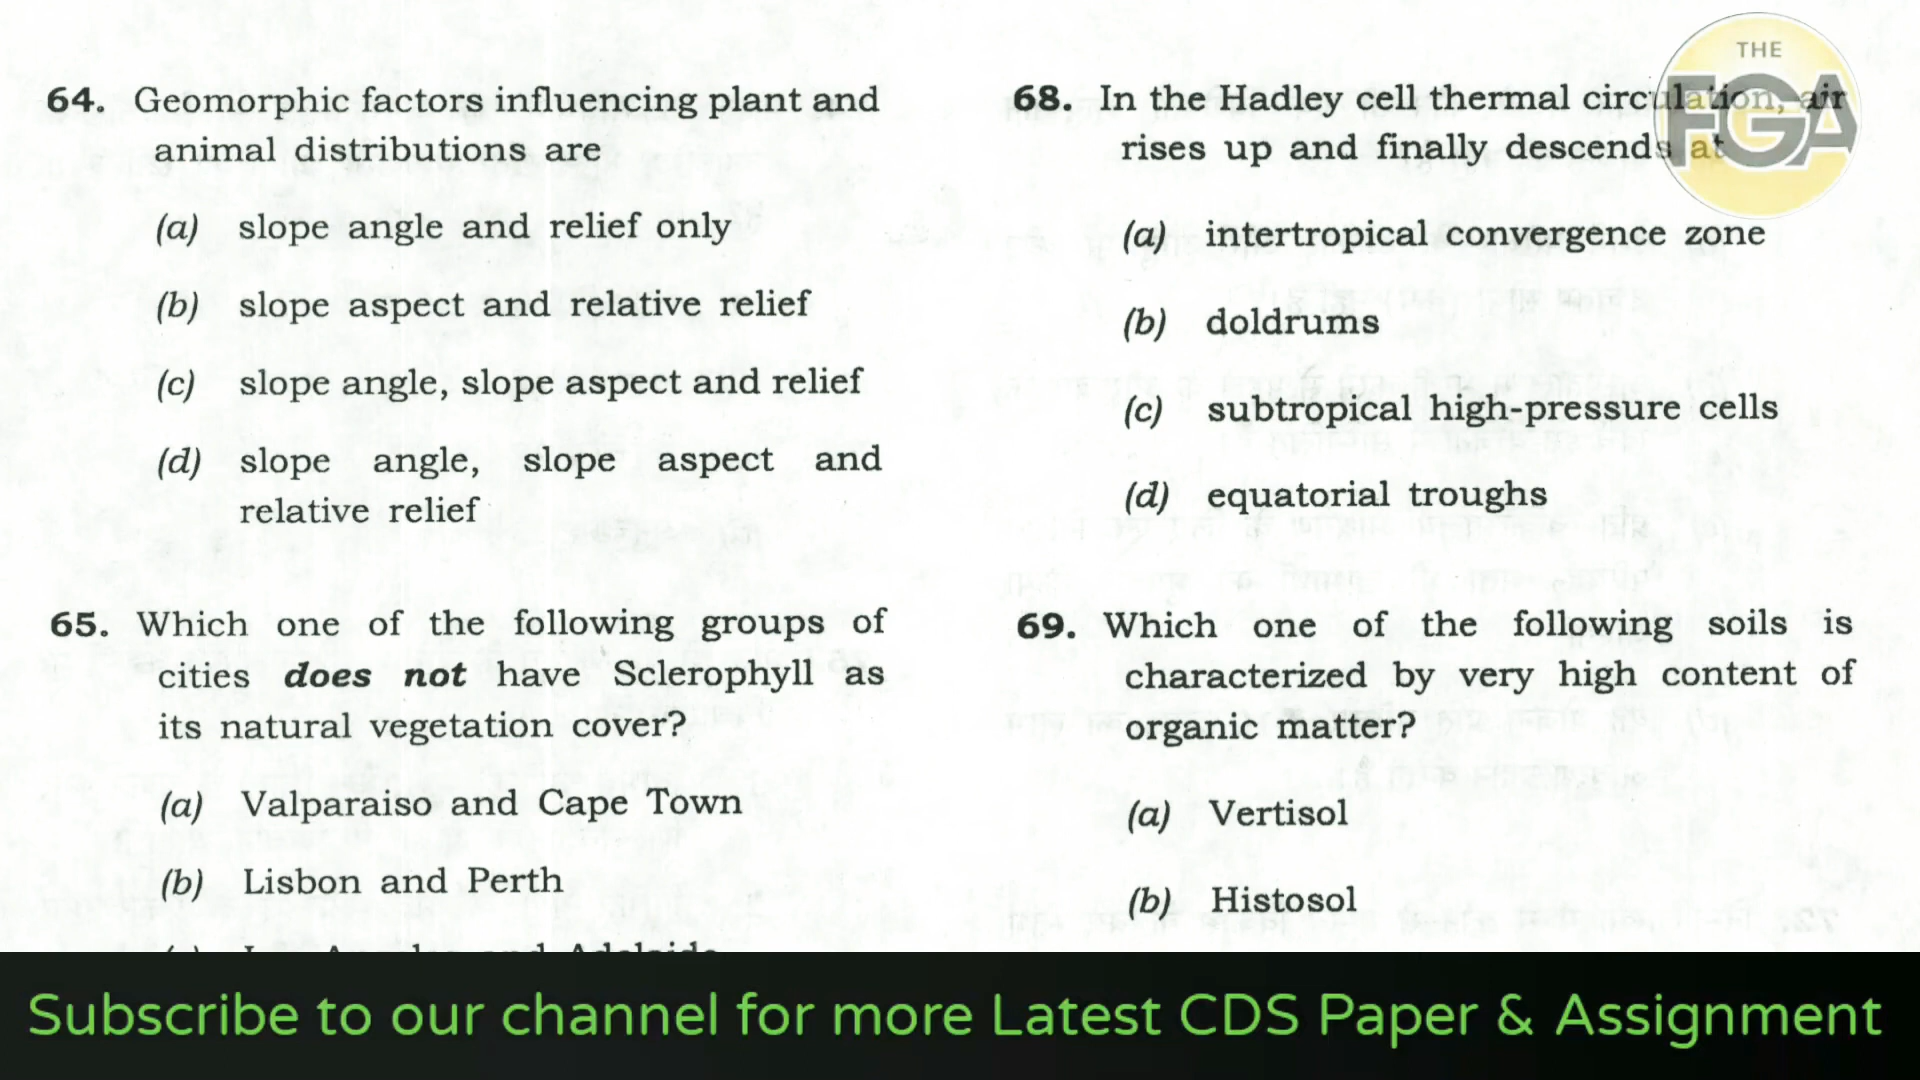 64. Geomorphic factors influencing plant and
animal distributions are
(a) slope angle and relief only
(b) slope aspect and relative relief
(c) slope angle, slope aspect and relief
(d) slope angle, slope aspect and
relative relief
65. Which one of the following groups of
cities does not have Sclerophyll as
its natural vegetation cover?
(a) Valparaiso and Cape Town
(b) Lisbon and Perth
THE
FGA
68. In the Hadley cell thermal circulation, air
rises up and finally descends at
(a) intertropical convergence zone
(b) doldrums
(c) subtropical high-pressure cells
(d) equatorial troughs
69. Which one of the following soils is
characterized by very high content of
organic matter?
(a) Vertisol
(b) Histosol
Subscribe to our channel for more Latest CDS Paper & Assignment